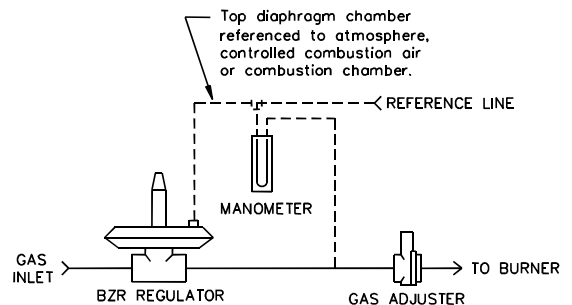 Top diaphragm chamber
referenced to atmosphere,
controlled combustion air
or combustion chamber.
REFERENCE LINE
MANOMETER
GAS
INLET
TO BURNER
BZR REGULATOR
GAS ADJUSTER